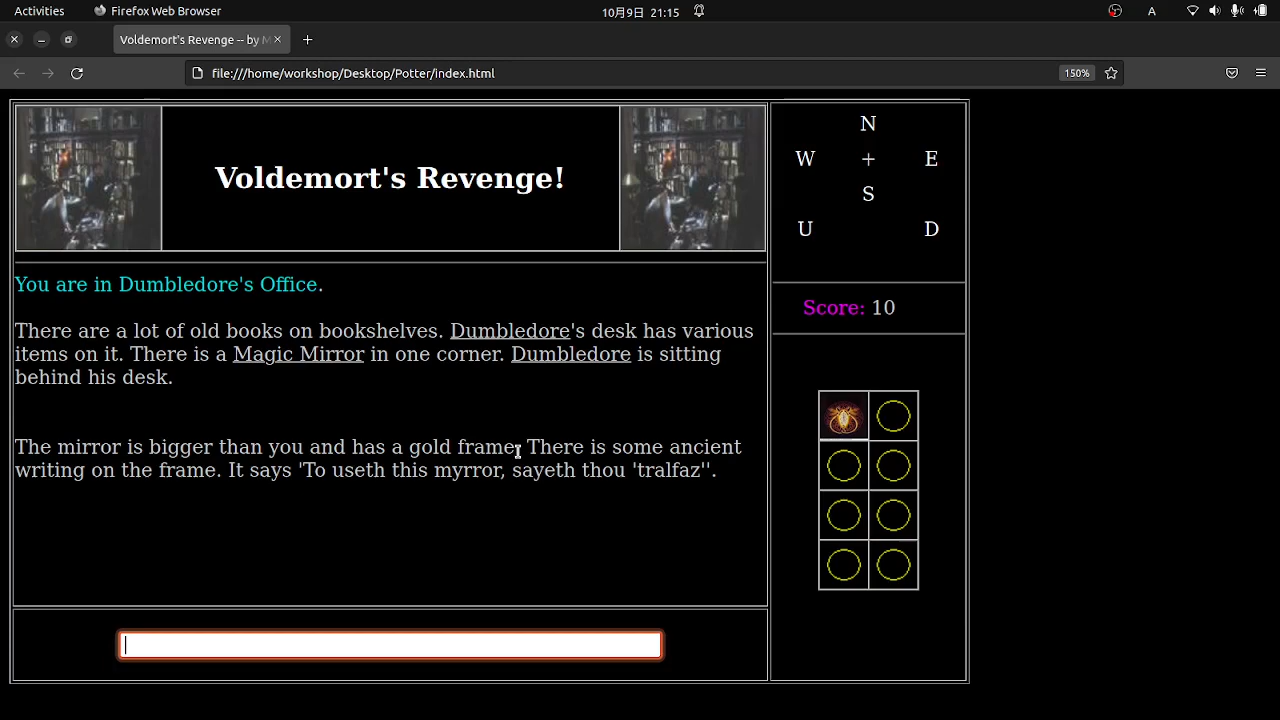 Activities Firefox Web Browser 10月9日 21:15 A
Voldemort's Revenge -- by M
file:///home/workshop/Desktop/Potter/index.html 150%
Voldemort's Revenge!
N
W + E
S
U D
Score: 10
You are in Dumbledore's Office.
There are a lot of old books on bookshelves. Dumbledore's desk has various
items on it. There is a Magic Mirror in one corner. Dumbledore is sitting
behind his desk.
The mirror is bigger than you and has a gold frame. There is some ancient
writing on the frame. It says 'To useth this myrror, sayeth thou 'tralfaz''.